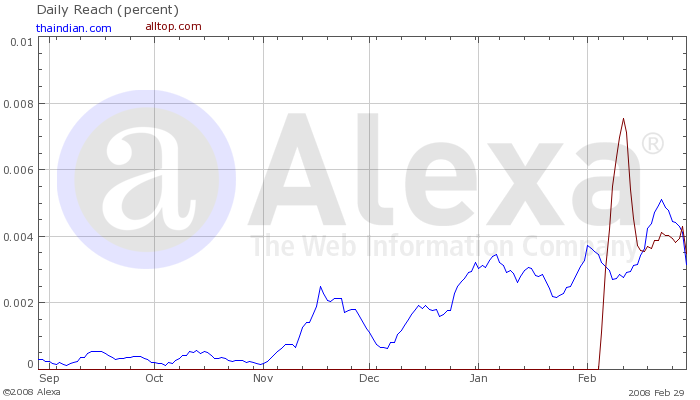 Daily Reach (percent)
thaindian.com alltop.com
0.01
0.008
0.006
0.004
0.002
0
Alexa®
The Web Information Company
Sep Oct Nov Dec Jan Feb
©2008 Alexa 2008 Feb 29